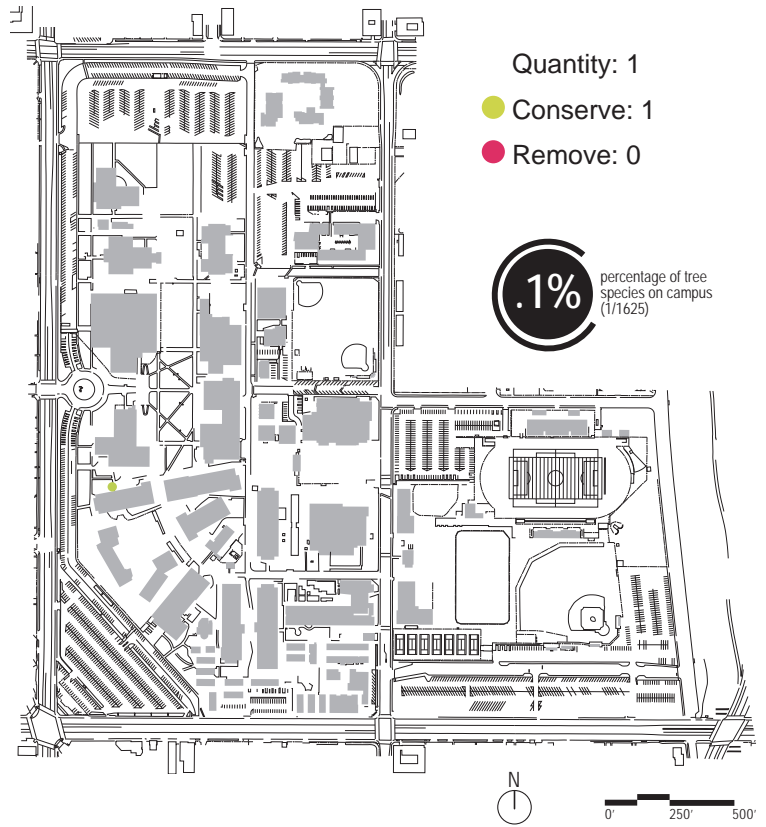 Quantity: 1
Conserve: 1
Remove: 0
.1%
percentage of tree
species on campus
(1/1625)
N
0' 250' 500'